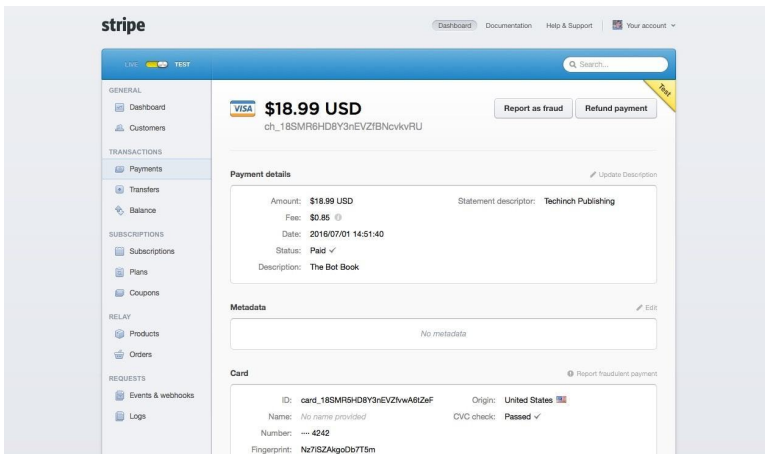 stripe
Dashboard Documentation Help & Support Your account
LIVE TEST
Search...
Test
GENERAL
Dashboard
Customers
TRANSACTIONS
Payments
Transfers
Balance
SUBSCRIPTIONS
Subscriptions
Plans
Coupons
RELAY
Products
Orders
REQUESTS
Events & webhooks
Logs
VISA $18.99 USD
ch_18SMR6HD8Y3nEVZfBNcvkvRU
Report as fraud Refund payment
Payment details Update Description
Amount: $18.99 USD Statement descriptor: Techinch Publishing
Fee: $0.85
Date: 2016/07/01 14:51:40
Status: Paid ✓
Description: The Bot Book
Metadata Edit
No metadata
Card Report fraudulent payment
ID: card_18SMR5HD8Y3nEVZfvwA6tZeF Origin: United States
Name: No name provided CVC check: Passed ✓
Number: ···· 4242
Fingerprint: Nz7iSZAkgoDb7T5m